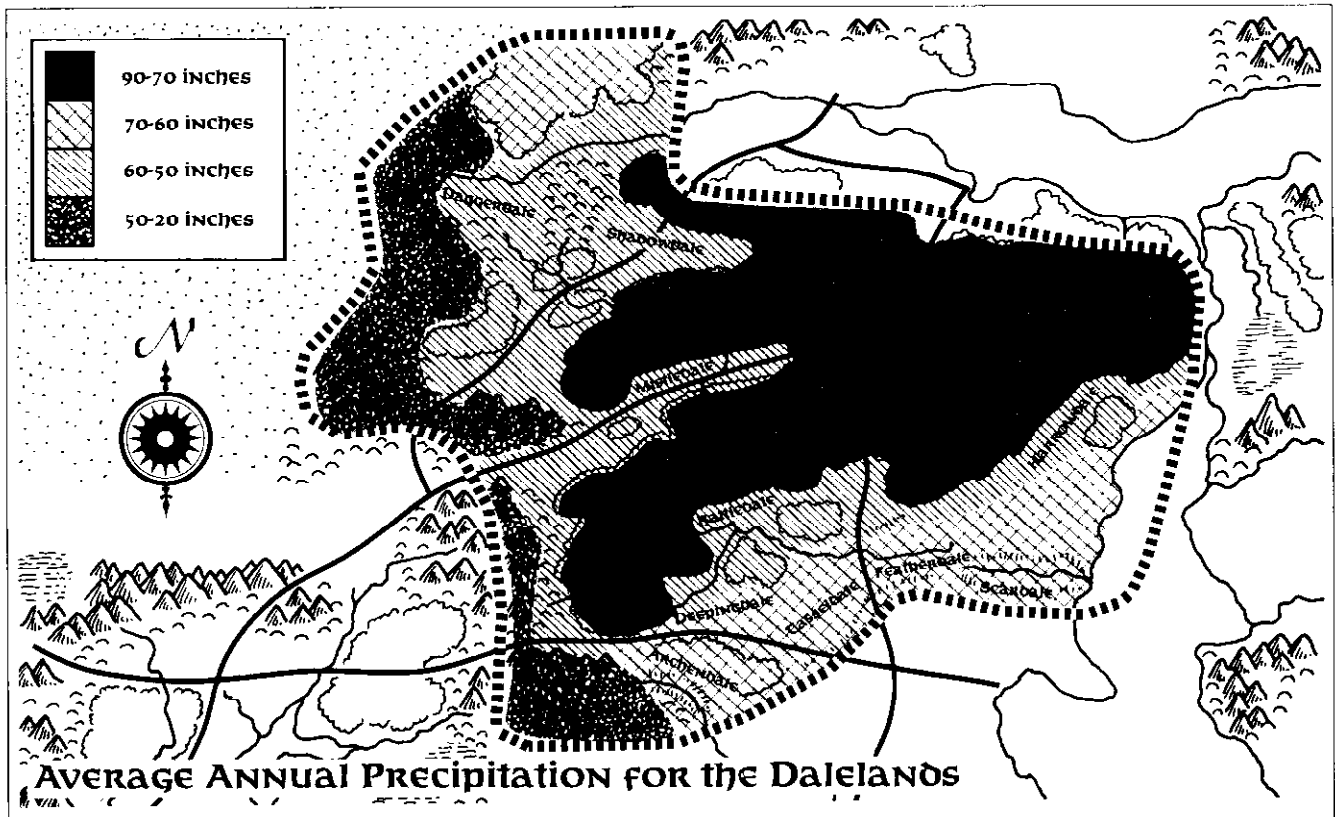 90-70 inches
70-60 inches
60-50 inches
50-20 inches
N
Daggerdale
Shadowdale
Mistledale
Harrowdale
Battledale
Featherdale
Scardale
Deepingdale
Tasseldale
Archendale
Average Annual Precipitation for the Dalelands